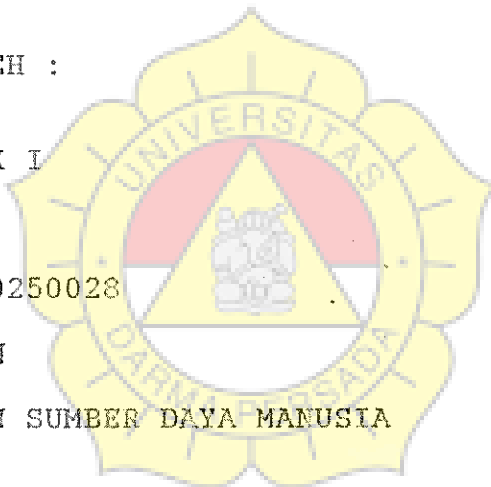 EH :
UNIVERSITAS
0250028
DARMA PERSADA
SUMBER DAYA MANUSIA